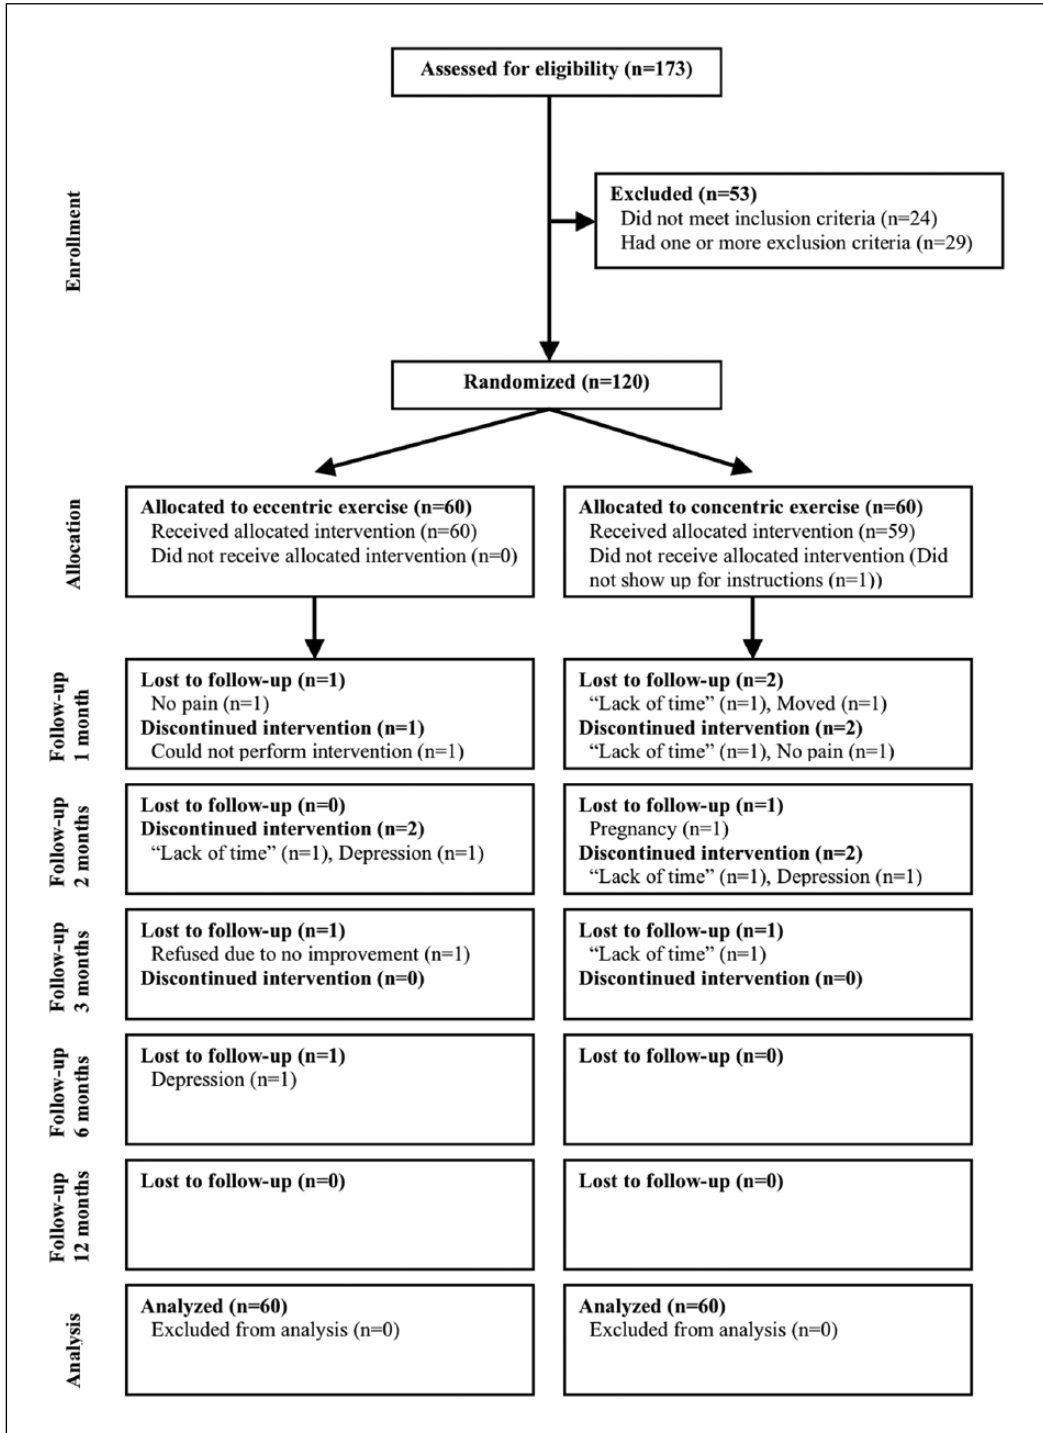 Assessed for eligibility (n=173)
Enrollment
Excluded (n=53)
Did not meet inclusion criteria (n=24)
Had one or more exclusion criteria (n=29)
Randomized (n=120)
Allocation
Allocated to eccentric exercise (n=60)
Received allocated intervention (n=60)
Did not receive allocated intervention (n=0)
Allocated to concentric exercise (n=60)
Received allocated intervention (n=59)
Did not receive allocated intervention (Did
not show up for instructions (n=1))
Follow-up
1 month
Lost to follow-up (n=1)
No pain (n=1)
Discontinued intervention (n=1)
Could not perform intervention (n=1)
Lost to follow-up (n=2)
“Lack of time” (n=1), Moved (n=1)
Discontinued intervention (n=2)
“Lack of time” (n=1), No pain (n=1)
Follow-up
2 months
Lost to follow-up (n=0)
Discontinued intervention (n=2)
“Lack of time” (n=1), Depression (n=1)
Lost to follow-up (n=1)
Pregnancy (n=1)
Discontinued intervention (n=2)
“Lack of time” (n=1), Depression (n=1)
Follow-up
3 months
Lost to follow-up (n=1)
Refused due to no improvement (n=1)
Discontinued intervention (n=0)
Lost to follow-up (n=1)
“Lack of time” (n=1)
Discontinued intervention (n=0)
Follow-up
6 months
Lost to follow-up (n=1)
Depression (n=1)
Lost to follow-up (n=0)
Follow-up
12 months
Lost to follow-up (n=0)
Lost to follow-up (n=0)
Analysis
Analyzed (n=60)
Excluded from analysis (n=0)
Analyzed (n=60)
Excluded from analysis (n=0)